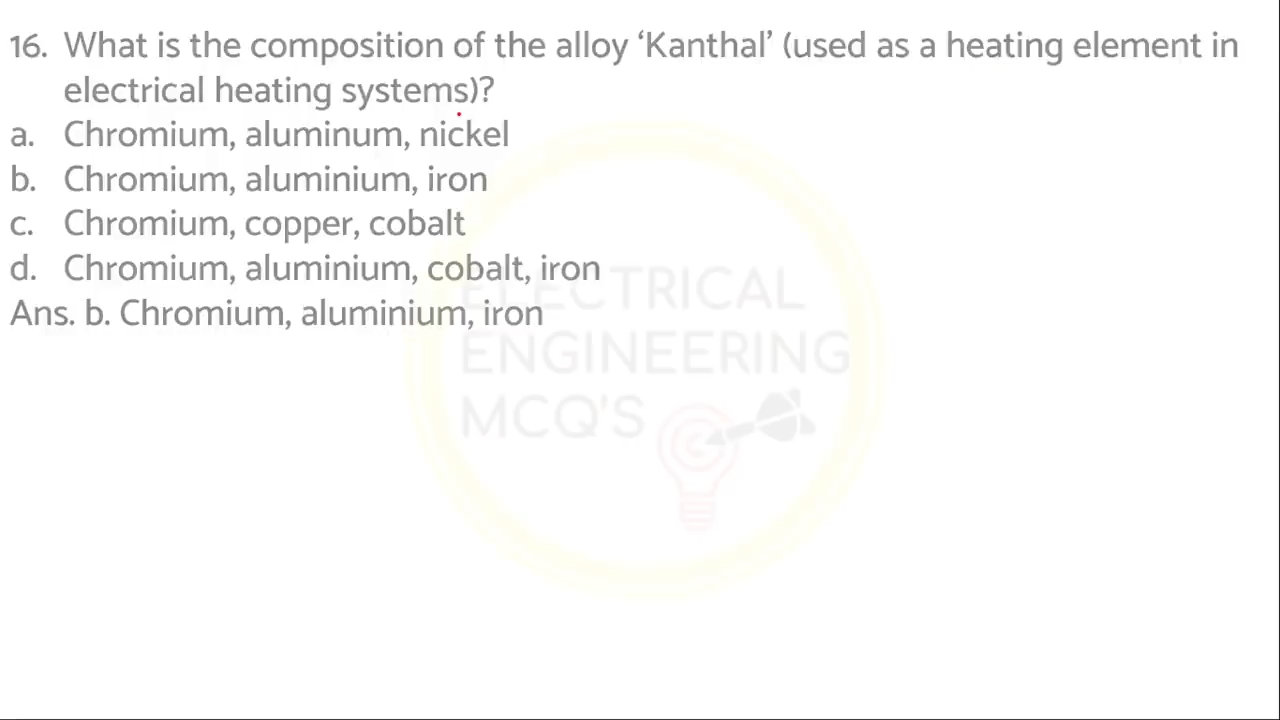 16. What is the composition of the alloy ‘Kanthal’ (used as a heating element in
electrical heating systems)?
a. Chromium, aluminum, nickel
b. Chromium, aluminium, iron
c. Chromium, copper, cobalt
d. Chromium, aluminium, cobalt, iron
Ans. b. Chromium, aluminium, iron
ELECTRICAL
ENGINEERING
MCQ'S